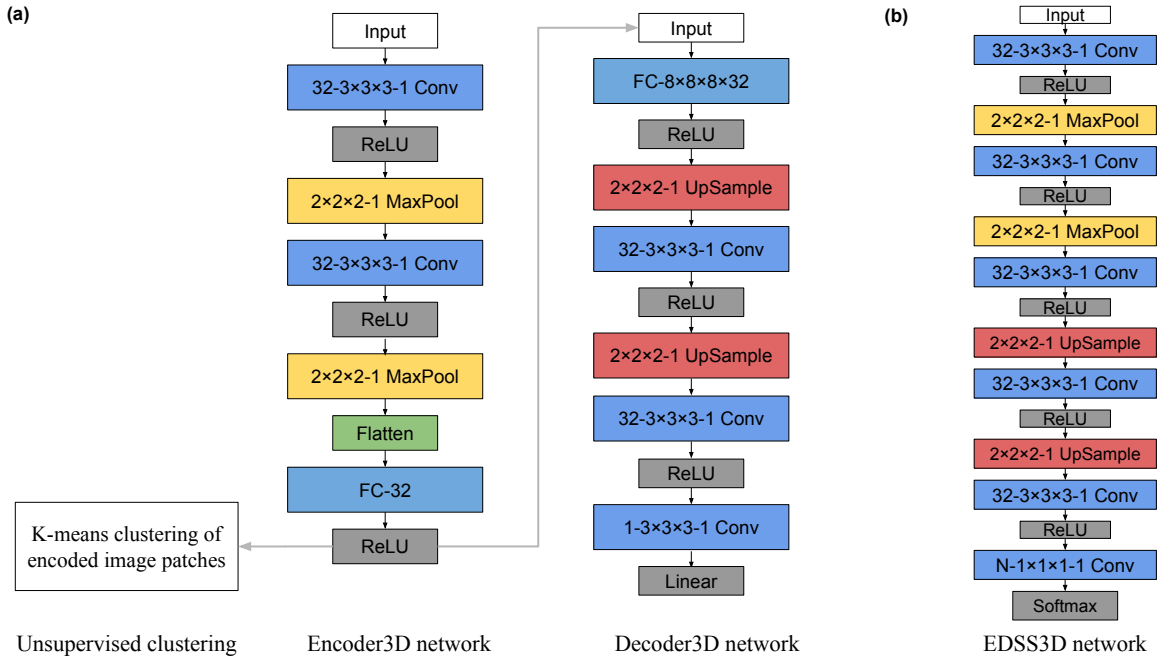 (a)
Input
32-3×3×3-1 Conv
ReLU
2×2×2-1 MaxPool
32-3×3×3-1 Conv
ReLU
2×2×2-1 MaxPool
Flatten
FC-32
ReLU
K-means clustering of
encoded image patches
Unsupervised clustering
Encoder3D network
Input
FC-8×8×8×32
ReLU
2×2×2-1 UpSample
32-3×3×3-1 Conv
ReLU
2×2×2-1 UpSample
32-3×3×3-1 Conv
ReLU
1-3×3×3-1 Conv
Linear
Decoder3D network
(b)
Input
32-3×3×3-1 Conv
ReLU
2×2×2-1 MaxPool
32-3×3×3-1 Conv
ReLU
2×2×2-1 MaxPool
32-3×3×3-1 Conv
ReLU
2×2×2-1 UpSample
32-3×3×3-1 Conv
ReLU
2×2×2-1 UpSample
32-3×3×3-1 Conv
ReLU
N-1×1×1-1 Conv
Softmax
EDSS3D network